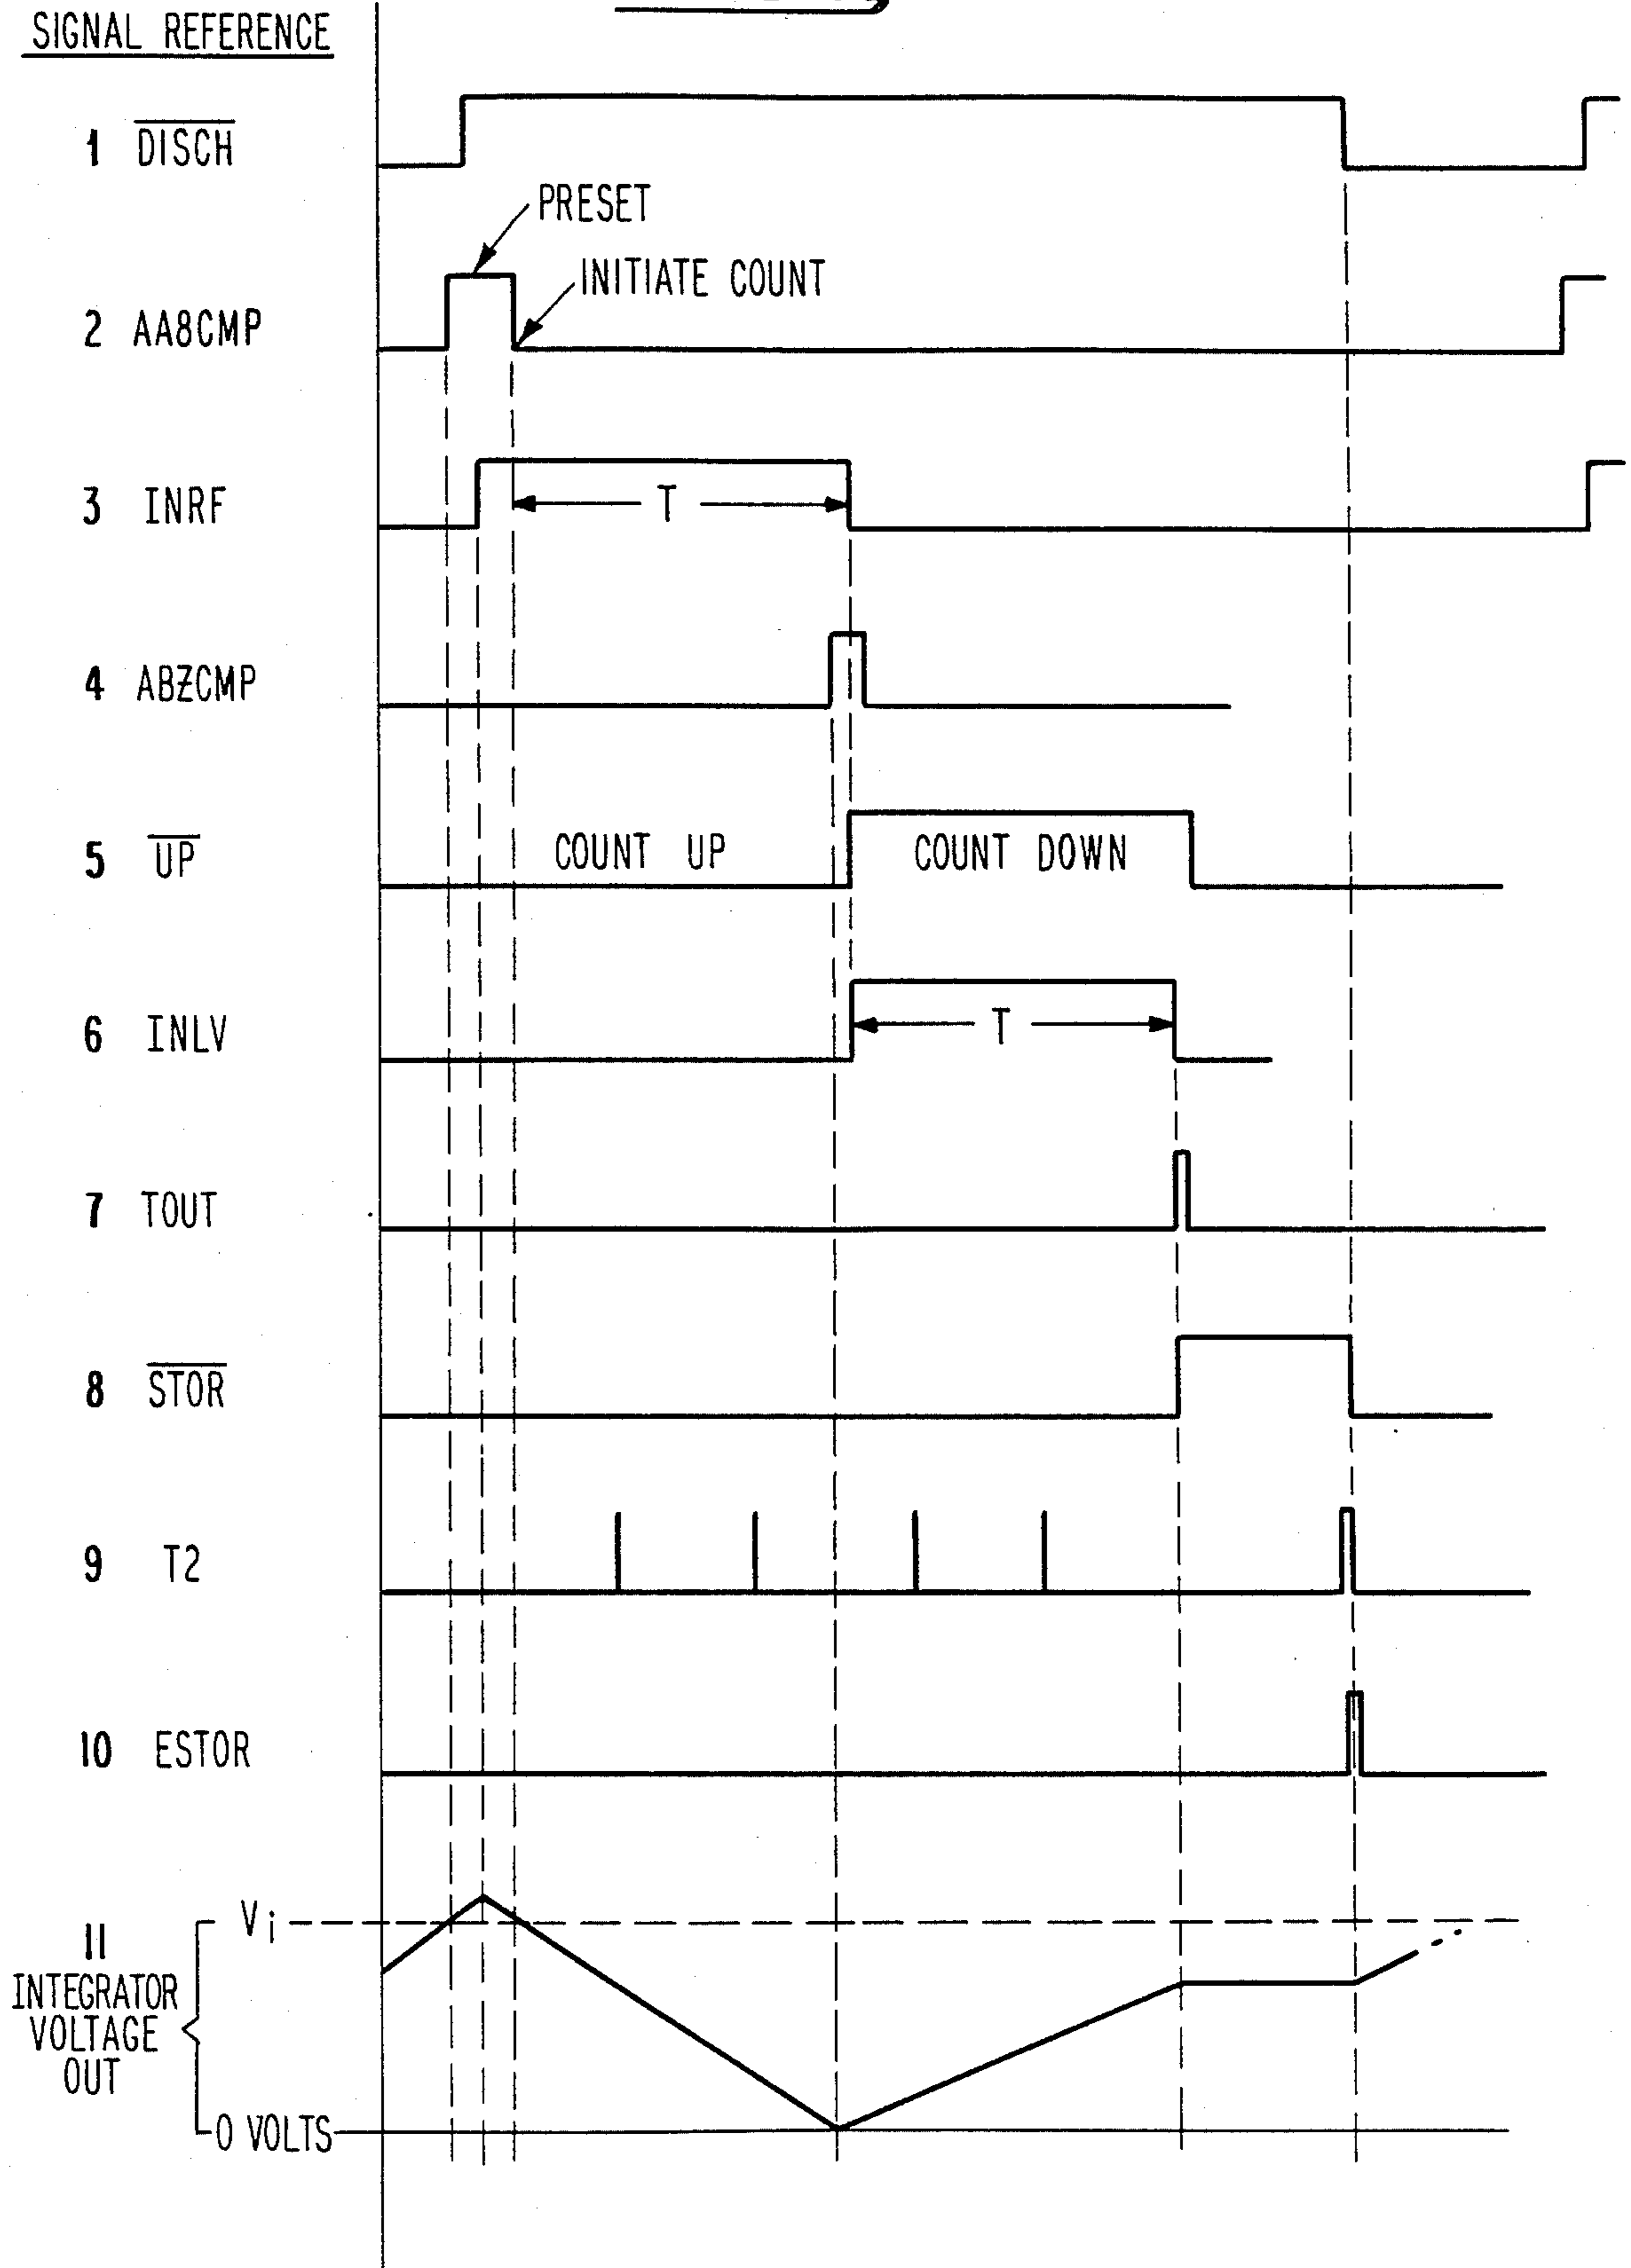 SIGNAL REFERENCE
1 DISCH
PRESET
INITIATE COUNT
2 AA8CMP
3 INRF
T
4 ABZCMP
5 UP
COUNT UP
COUNT DOWN
6 INLV
T
7 TOUT
8 STOR
9 T2
10 ESTOR
Vi
11
INTEGRATOR
VOLTAGE
OUT
0 VOLTS